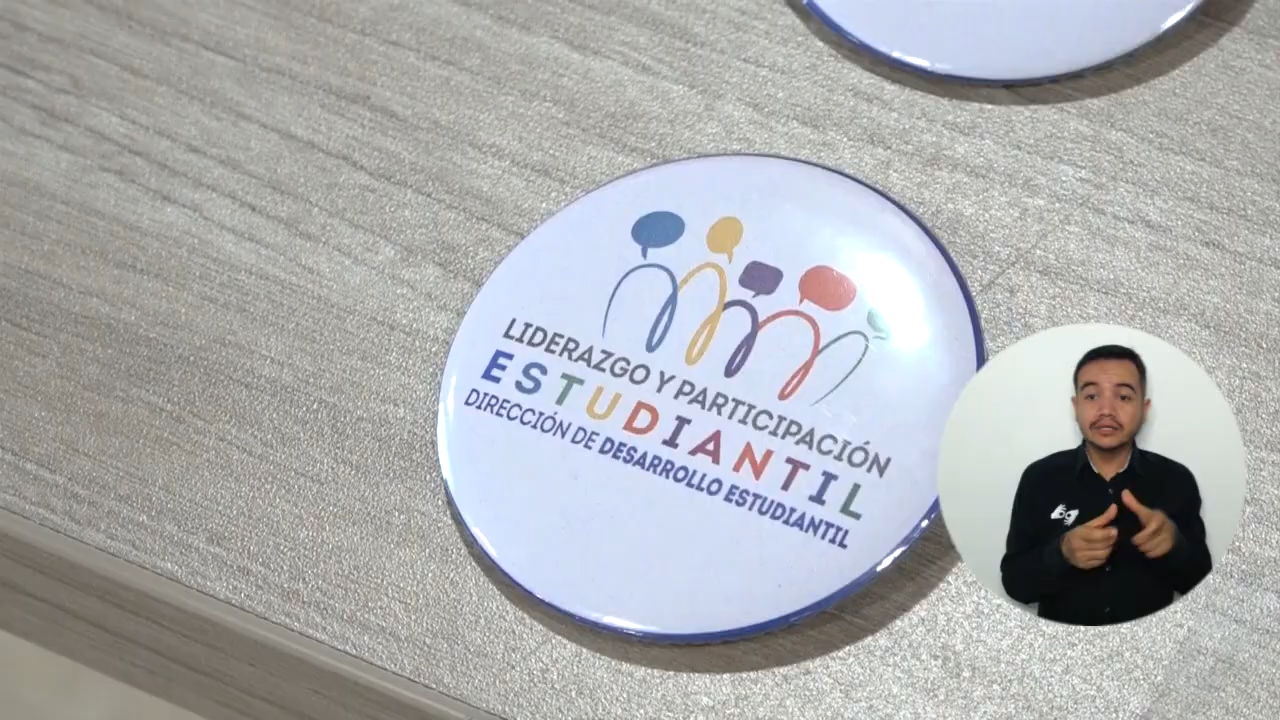 LIDERAZGO Y PARTICIPACIÓN
ESTUDIANTIL
DIRECCIÓN DE DESARROLLO ESTUDIANTIL